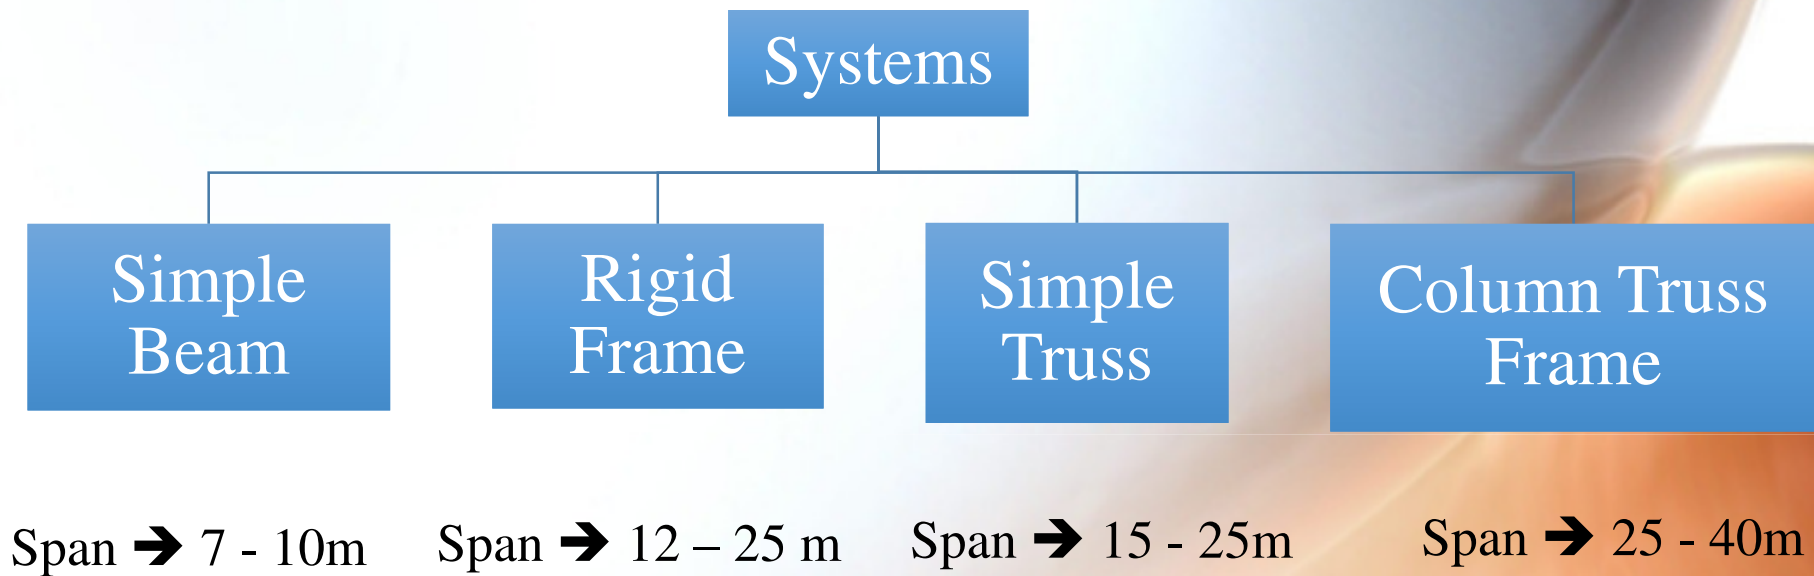 Systems
Simple
Beam
Rigid
Frame
Simple
Truss
Column Truss
Frame
Span ➔ 7 - 10m
Span ➔ 12 – 25 m
Span ➔ 15 - 25m
Span ➔ 25 - 40m